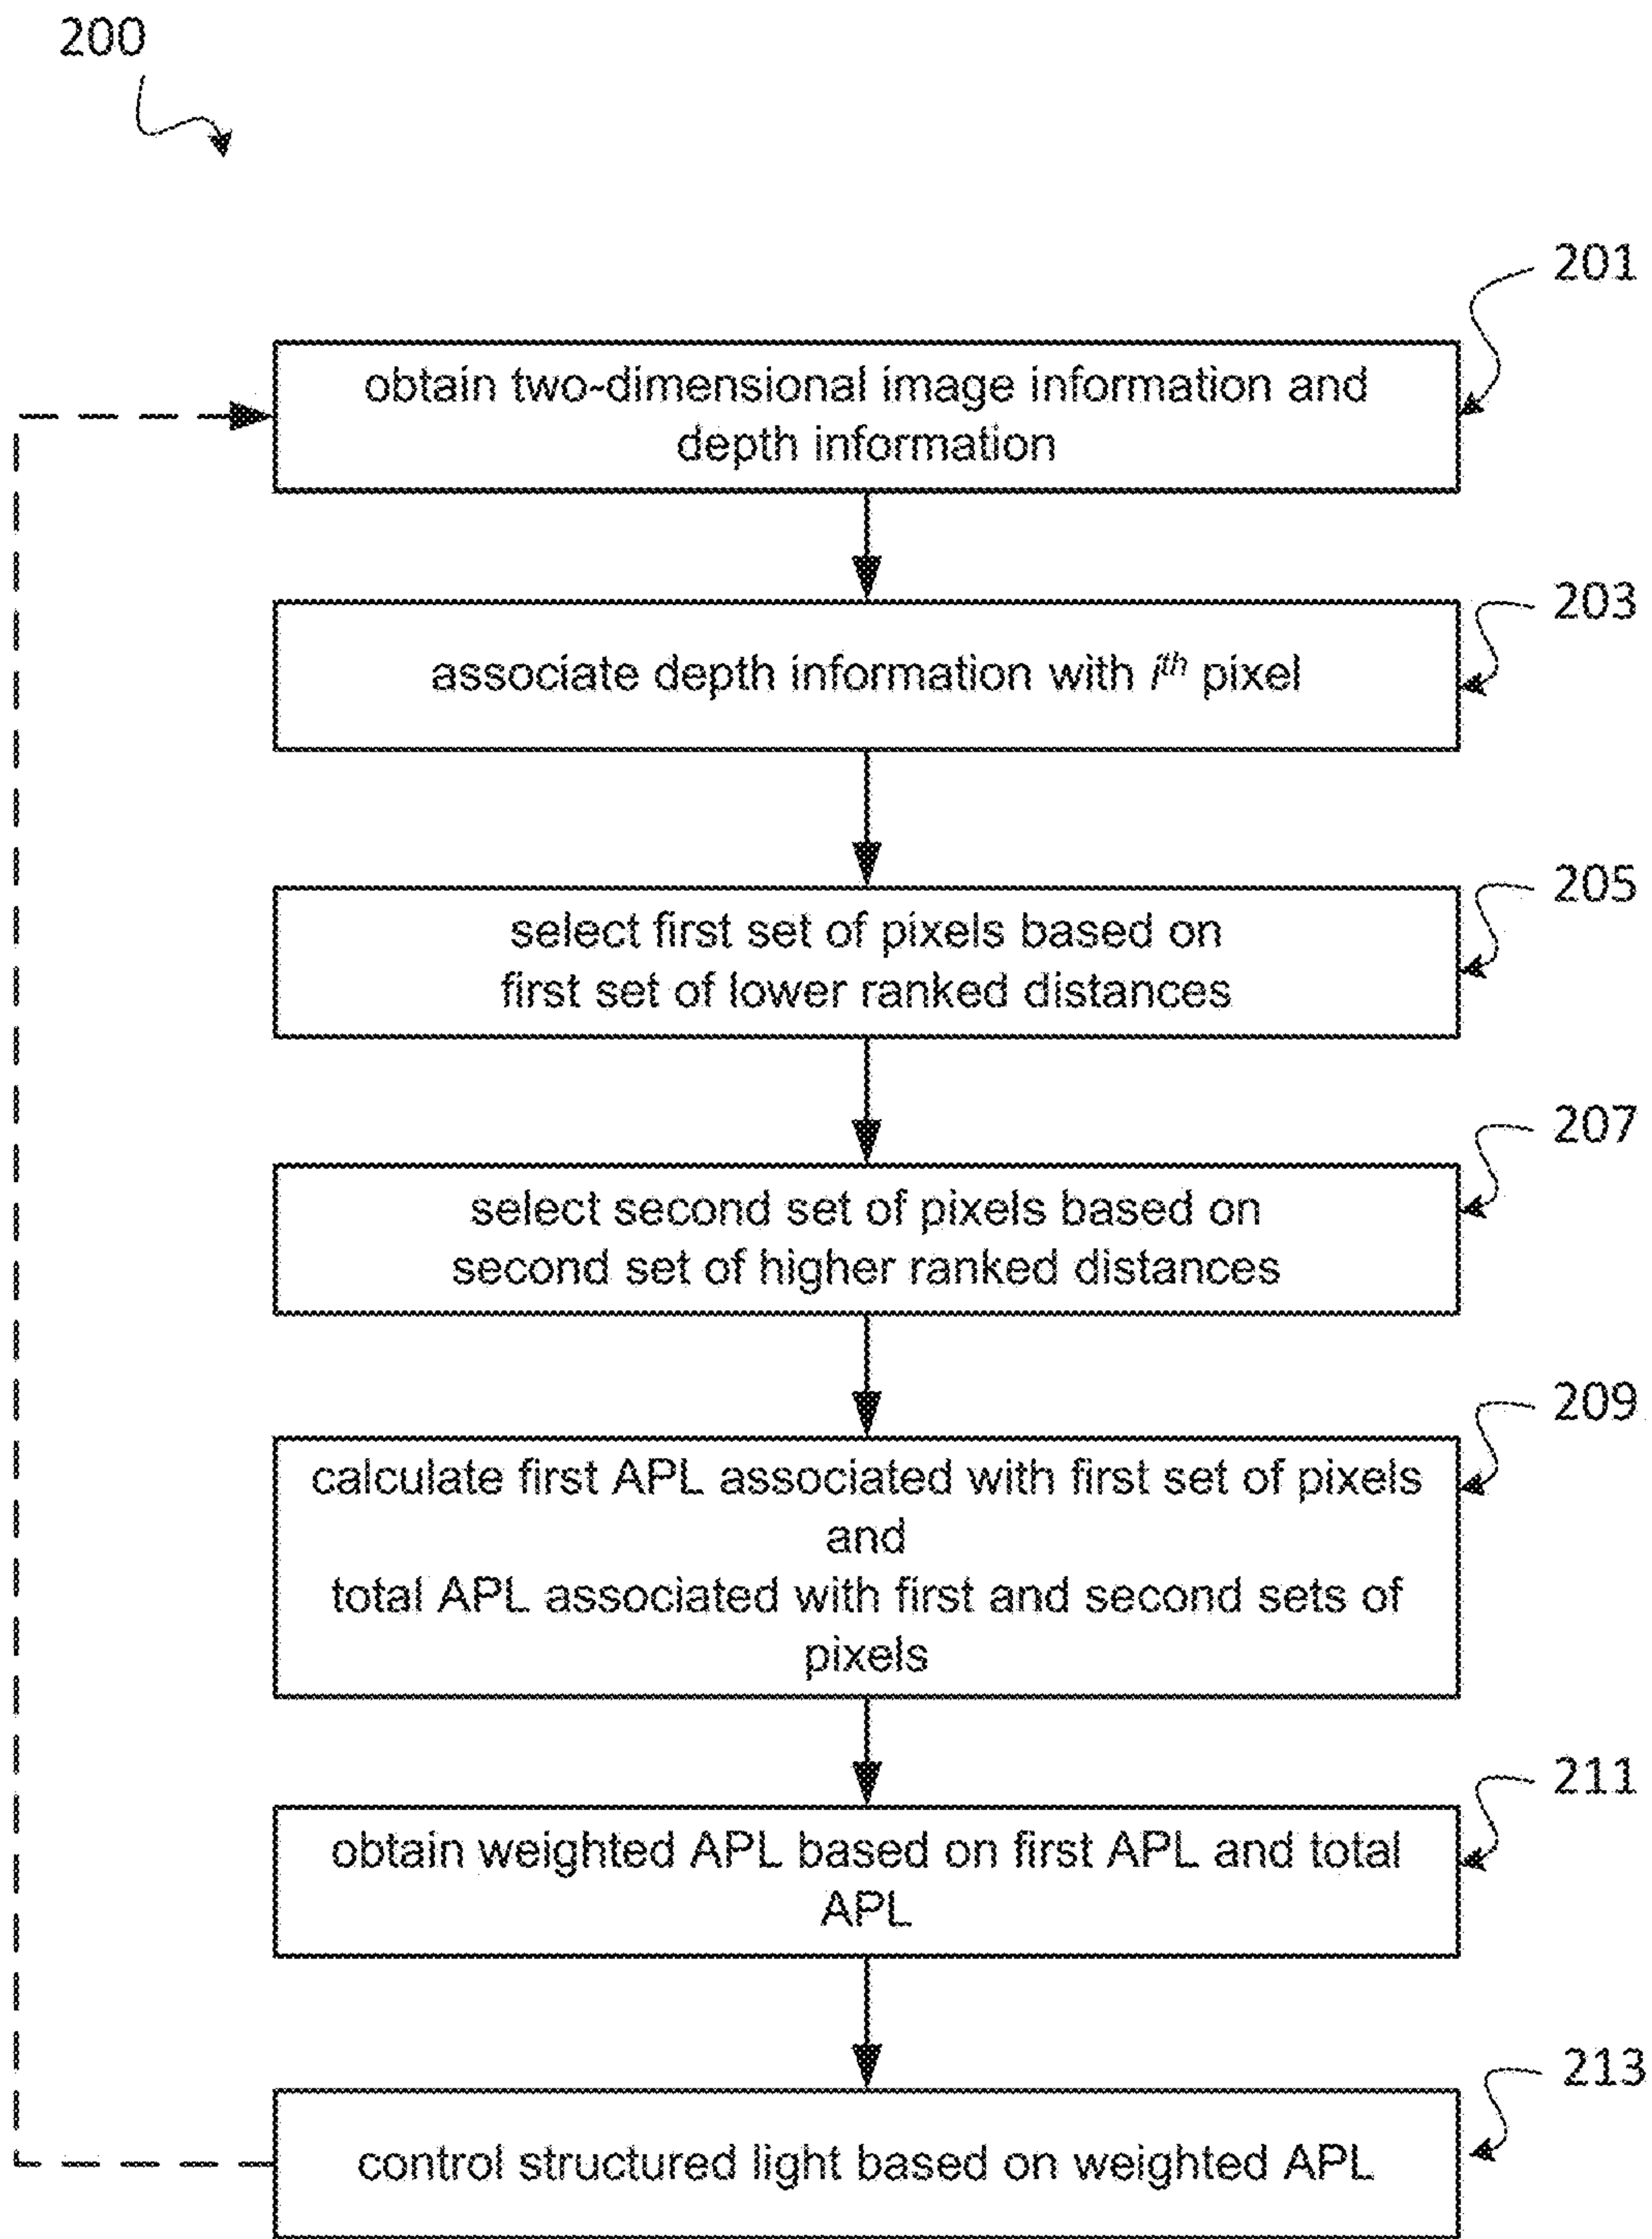 200
201
obtain two-dimensional image information and
depth information
203
associate depth information with ith pixel
205
select first set of pixels based on
first set of lower ranked distances
207
select second set of pixels based on
second set of higher ranked distances
209
calculate first APL associated with first set of pixels
and
total APL associated with first and second sets of
pixels
211
obtain weighted APL based on first APL and total
APL
213
control structured light based on weighted APL